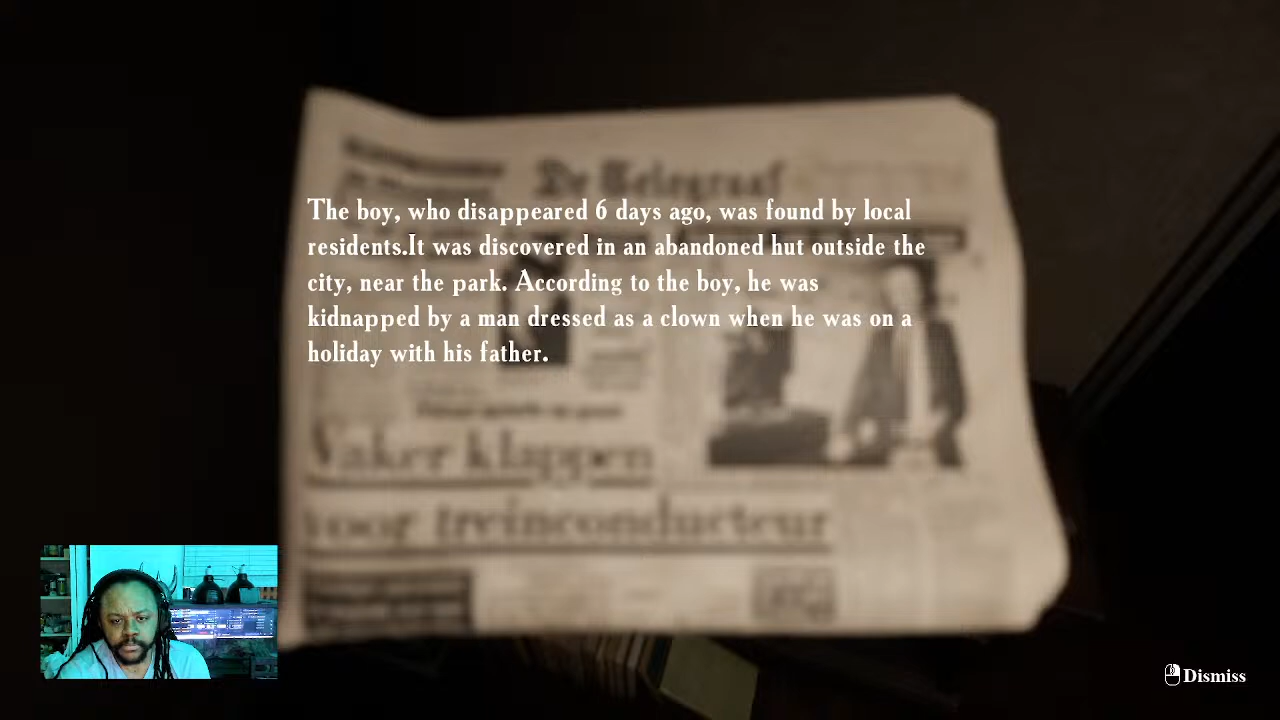 De Telegraaf
The boy, who disappeared 6 days ago, was found by local
residents.It was discovered in an abandoned hut outside the
city, near the park. According to the boy, he was
kidnapped by a man dressed as a clown when he was on a
holiday with his father.
Vaker klappen
voor treinconducteur
Dismiss